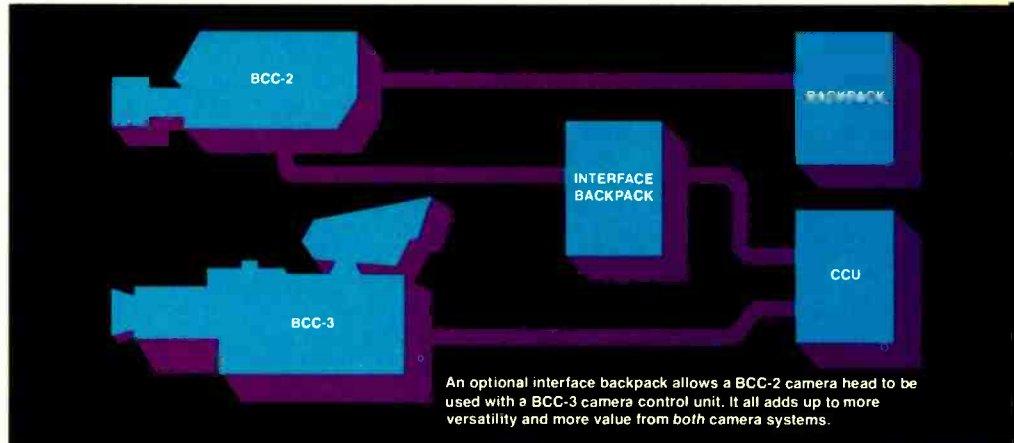 BCC-2
BACKPACK
INTERFACE
BACKPACK
CCU
BCC-3
An optional interface backpack allows a BCC-2 camera head to be
used with a BCC-3 camera control unit. It all adds up to more
versatility and more value from both camera systems.